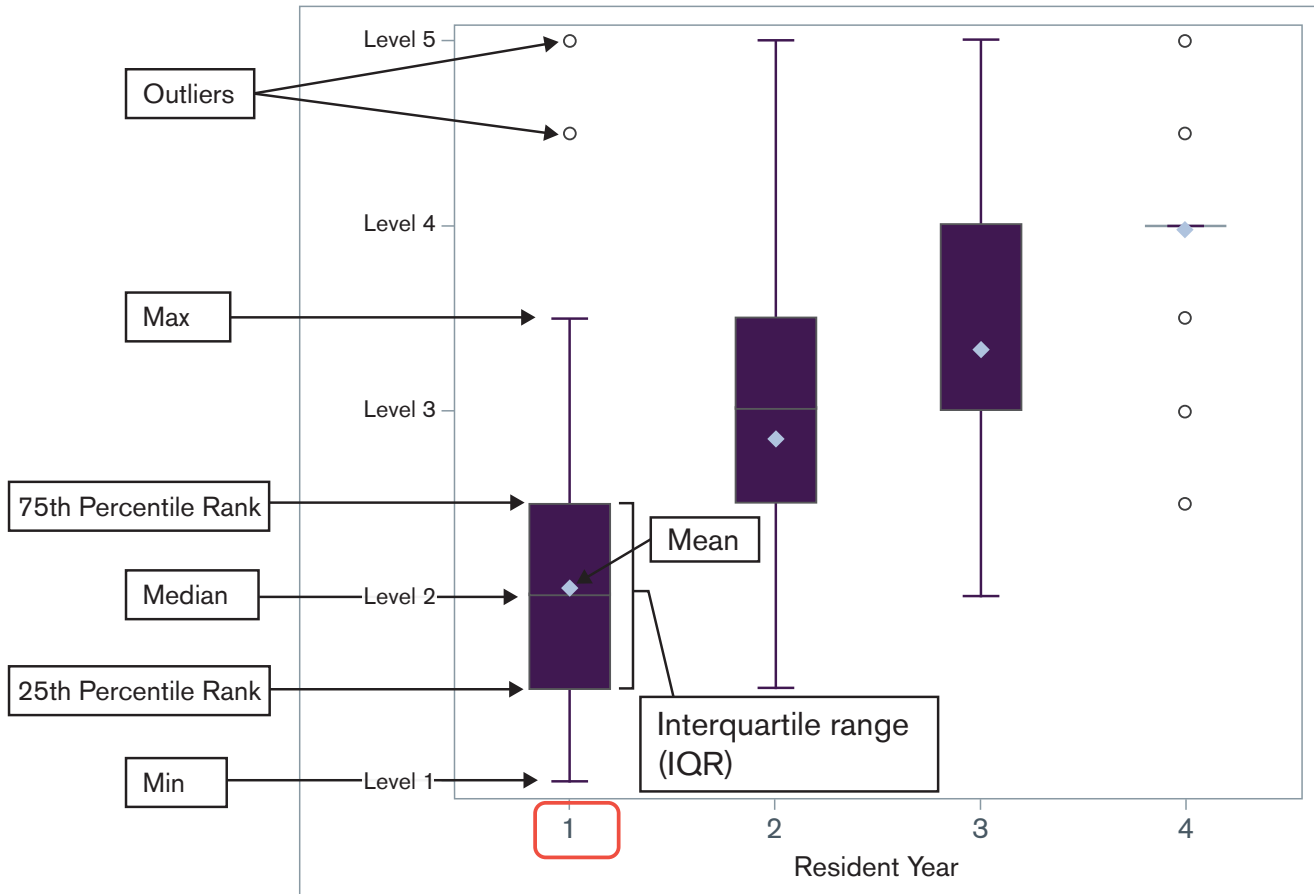 Level 5
Outliers
Level 4
Max
Level 3
75th Percentile Rank
Mean
Median
Level 2
25th Percentile Rank
Interquartile range
(IQR)
Min
Level 1
1
2
3
4
Resident Year